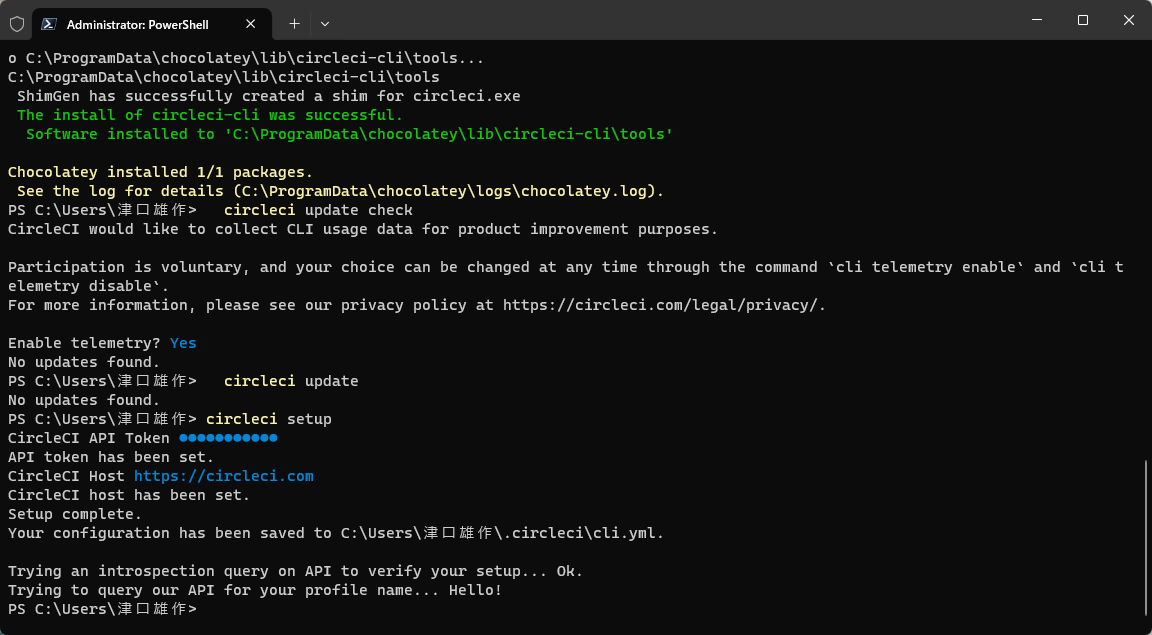 Administrator: PowerShell
o C:\ProgramData\chocolatey\lib\circleci-cli\tools...
C:\ProgramData\chocolatey\lib\circleci-cli\tools
 ShimGen has successfully created a shim for circleci.exe
 The install of circleci-cli was successful.
  Software installed to 'C:\ProgramData\chocolatey\lib\circleci-cli\tools'

Chocolatey installed 1/1 packages.
 See the log for details (C:\ProgramData\chocolatey\logs\chocolatey.log).
PS C:\Users\津口雄作>   circleci update check
CircleCI would like to collect CLI usage data for product improvement purposes.

Participation is voluntary, and your choice can be changed at any time through the command `cli telemetry enable` and `cli t
elemetry disable`.
For more information, please see our privacy policy at https://circleci.com/legal/privacy/.

Enable telemetry? Yes
No updates found.
PS C:\Users\津口雄作>   circleci update
No updates found.
PS C:\Users\津口雄作> circleci setup
CircleCI API Token ●●●●●●●●●●●
API token has been set.
CircleCI Host https://circleci.com
CircleCI host has been set.
Setup complete.
Your configuration has been saved to C:\Users\津口雄作\.circleci\cli.yml.

Trying an introspection query on API to verify your setup... Ok.
Trying to query our API for your profile name... Hello!
PS C:\Users\津口雄作>